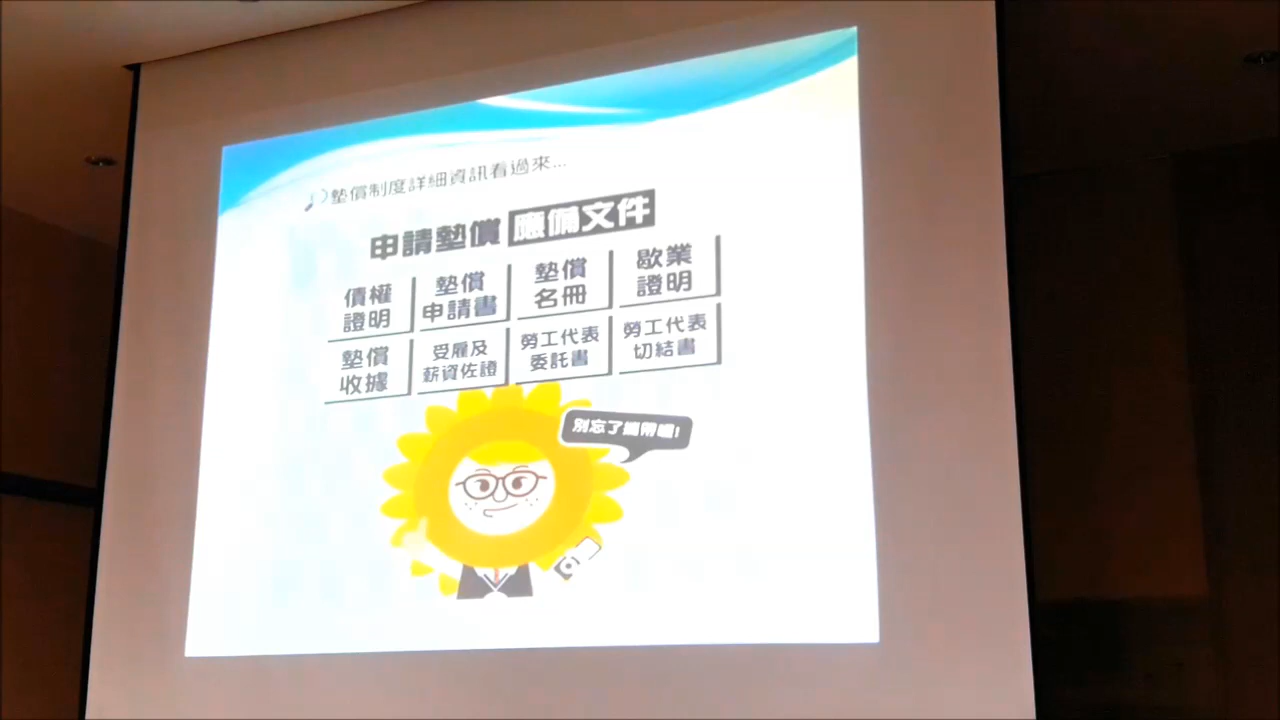 墊償制度詳細資訊看過來...
申請墊償 應備文件
債權
證明
墊償
申請書
墊償
名冊
歇業
證明
墊償
收據
受雇及
薪資佐證
勞工代表
委託書
勞工代表
切結書
別忘了攜帶喔!